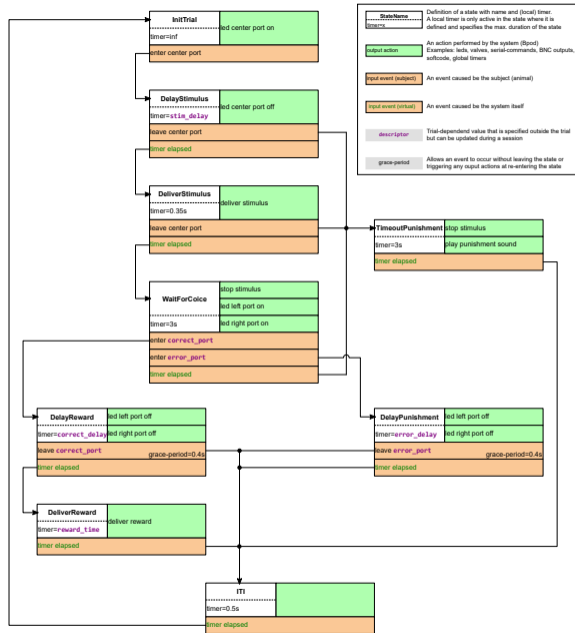 InitTrial
timer=inf
led center port on
enter center port
DelayStimulus
timer=stim_delay
led center port off
leave center port
timer elapsed
DeliverStimulus
timer=0.35s
deliver stimulus
leave center port
timer elapsed
WaitForCoice
timer=3s
stop stimulus
led left port on
led right port on
enter correct_port
enter error_port
timer elapsed
TimeoutPunishment
timer=3s
stop stimulus
play punishment sound
timer elapsed
DelayReward
timer=correct_delay
led left port off
led right port off
leave correct_port
grace-period=0.4s
timer elapsed
DelayPunishment
timer=error_delay
led left port off
led right port off
leave error_port
grace-period=0.4s
timer elapsed
DeliverReward
timer=reward_time
deliver reward
timer elapsed
ITI
timer=0.5s
timer elapsed
StateName
timer=x
Definition of a state with name and (local) timer.
A local timer is only active in the state where it is
defined and specifies the max. duration of the state
output action
An action performed by the system (Bpod)
Examples: leds, valves, serial-commands, BNC outputs,
softcode, global timers
input event (subject)
An event caused be the subject (animal)
input event (virtual)
An event caused be the system itself
descriptor
Trial-dependend value that is specified outside the trial
but can be updated during a session
grace-period
Allows an event to occur without leaving the state or
triggering any ouput actions at re-entering the state